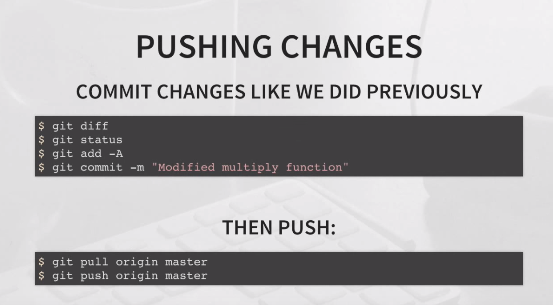 PUSHING CHANGES
COMMIT CHANGES LIKE WE DID PREVIOUSLY
$ git diff
$ git status
$ git add -A
$ git commit -m "Modified multiply function"
THEN PUSH:
$ git pull origin master
$ git push origin master